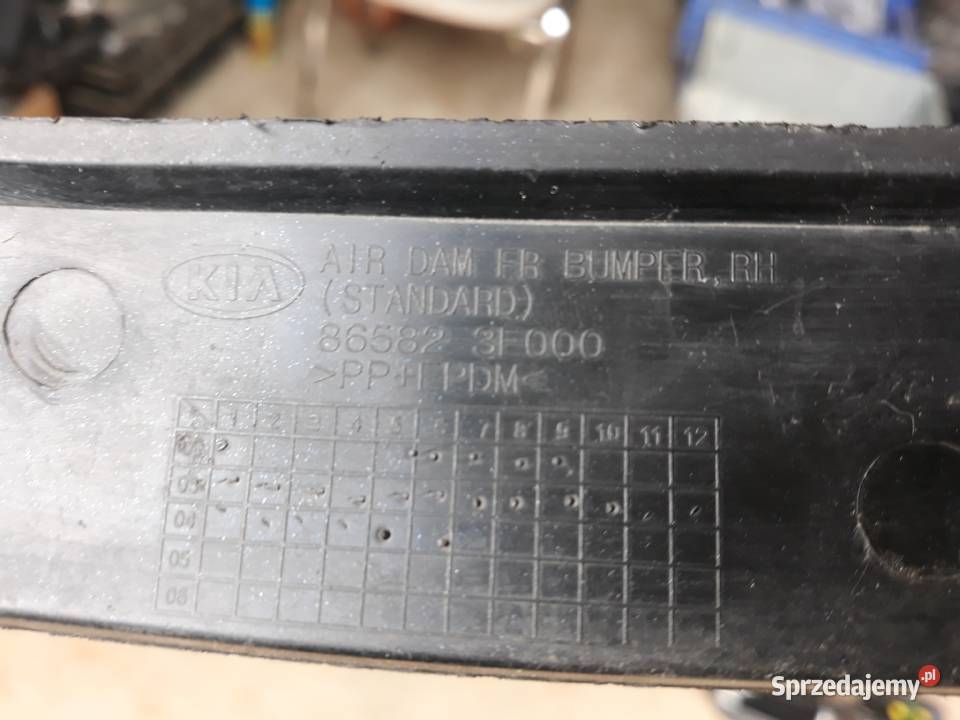 KIA
AIR DAM FR BUMPER, RH
(STANDARD)
86582 3F000
>PP+EPDM<
1 2 3 4 5 6 7 8 9 10 11 12
03
04
05
06
Sprzedajemy.pl